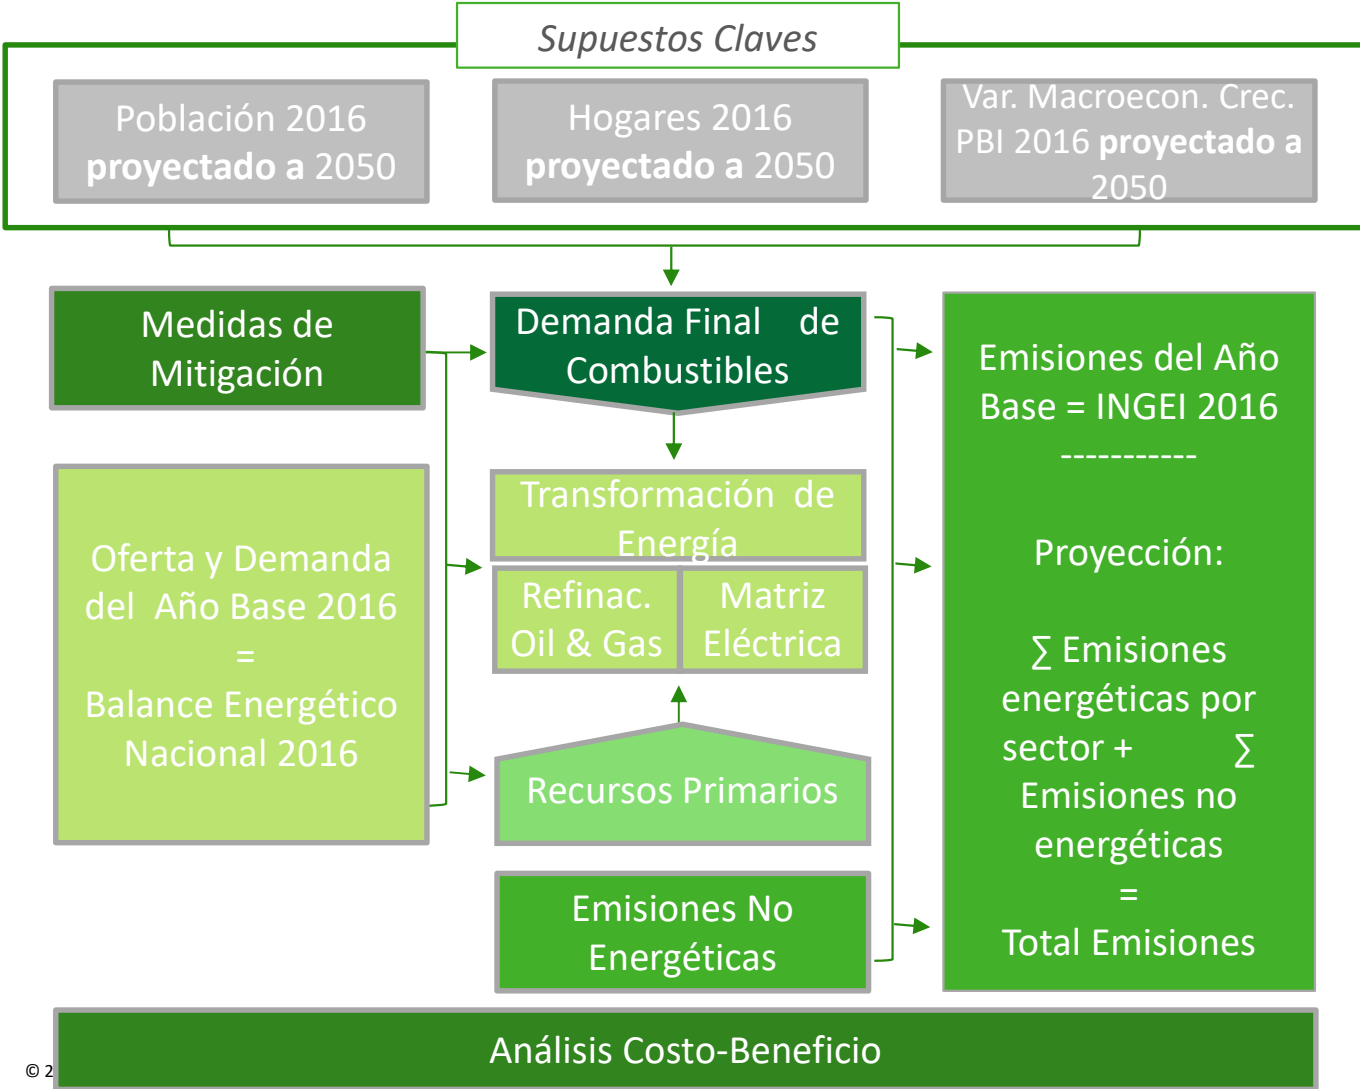 Supuestos Claves
Población 2016
proyectado a 2050
Hogares 2016
proyectado a 2050
Var. Macroecon. Crec.
PBI 2016 proyectado a
2050
Medidas de
Mitigación
Oferta y Demanda
del Año Base 2016
=
Balance Energético
Nacional 2016
Demanda Final de
Combustibles
Transformación de
Energía
Refinac.
Oil & Gas
Matriz
Eléctrica
Recursos Primarios
Emisiones No
Energéticas
Emisiones del Año
Base = INGEI 2016
-----------
Proyección:
∑ Emisiones
energéticas por
sector + ∑
Emisiones no
energéticas
=
Total Emisiones
Análisis Costo-Beneficio
© 2